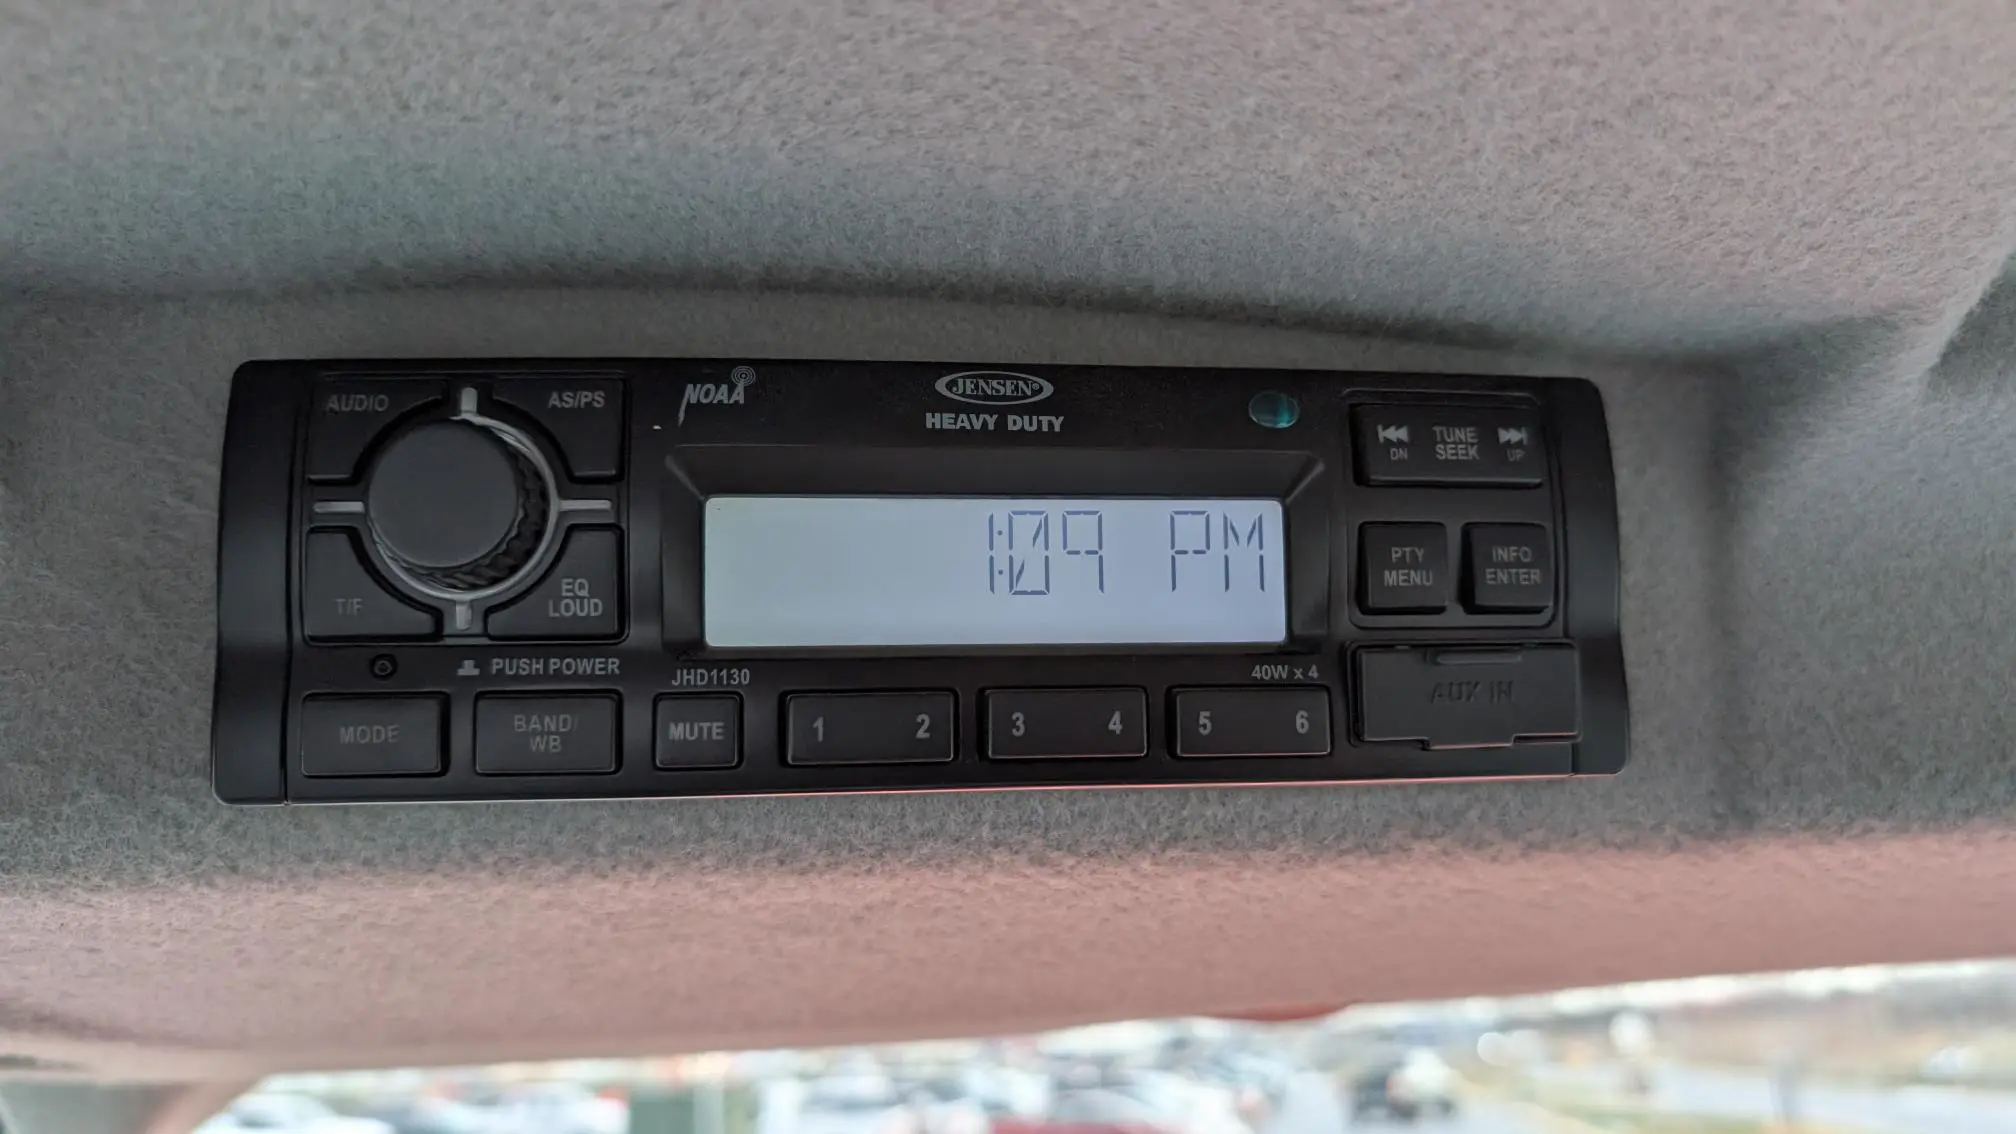 AUDIO
AS/PS
NOAA
JENSEN®
HEAVY DUTY
DN
TUNE
SEEK
UP
1:09 PM
T/F
EQ
LOUD
PTY
MENU
INFO
ENTER
PUSH POWER
JHD1130
40W x 4
AUX IN
MODE
BAND/
WB
MUTE
1 2
3 4
5 6